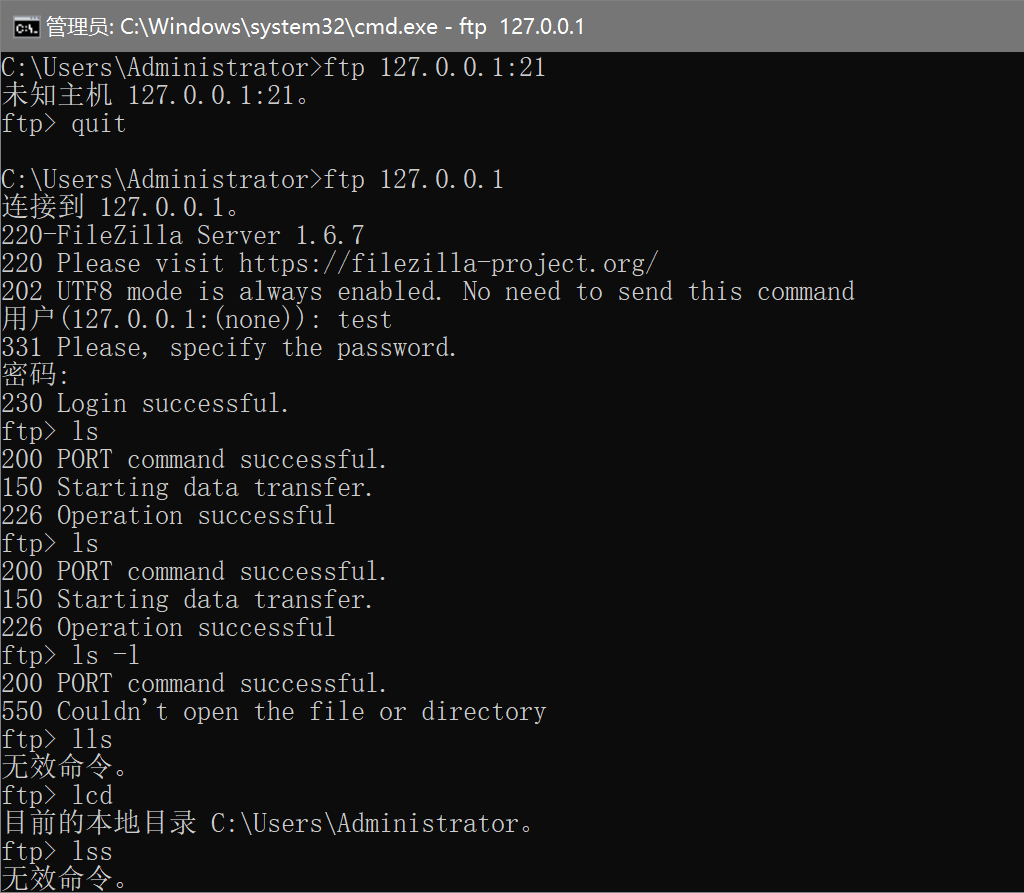 管理员: C:\Windows\system32\cmd.exe - ftp  127.0.0.1
C:\Users\Administrator>ftp 127.0.0.1:21
未知主机 127.0.0.1:21。
ftp> quit
C:\Users\Administrator>ftp 127.0.0.1
连接到 127.0.0.1。
220-FileZilla Server 1.6.7
220 Please visit https://filezilla-project.org/
202 UTF8 mode is always enabled. No need to send this command
用户(127.0.0.1:(none)): test
331 Please, specify the password.
密码:
230 Login successful.
ftp> ls
200 PORT command successful.
150 Starting data transfer.
226 Operation successful
ftp> ls
200 PORT command successful.
150 Starting data transfer.
226 Operation successful
ftp> ls -l
200 PORT command successful.
550 Couldn't open the file or directory
ftp> lls
无效命令。
ftp> lcd
目前的本地目录 C:\Users\Administrator。
ftp> lss
无效命令。